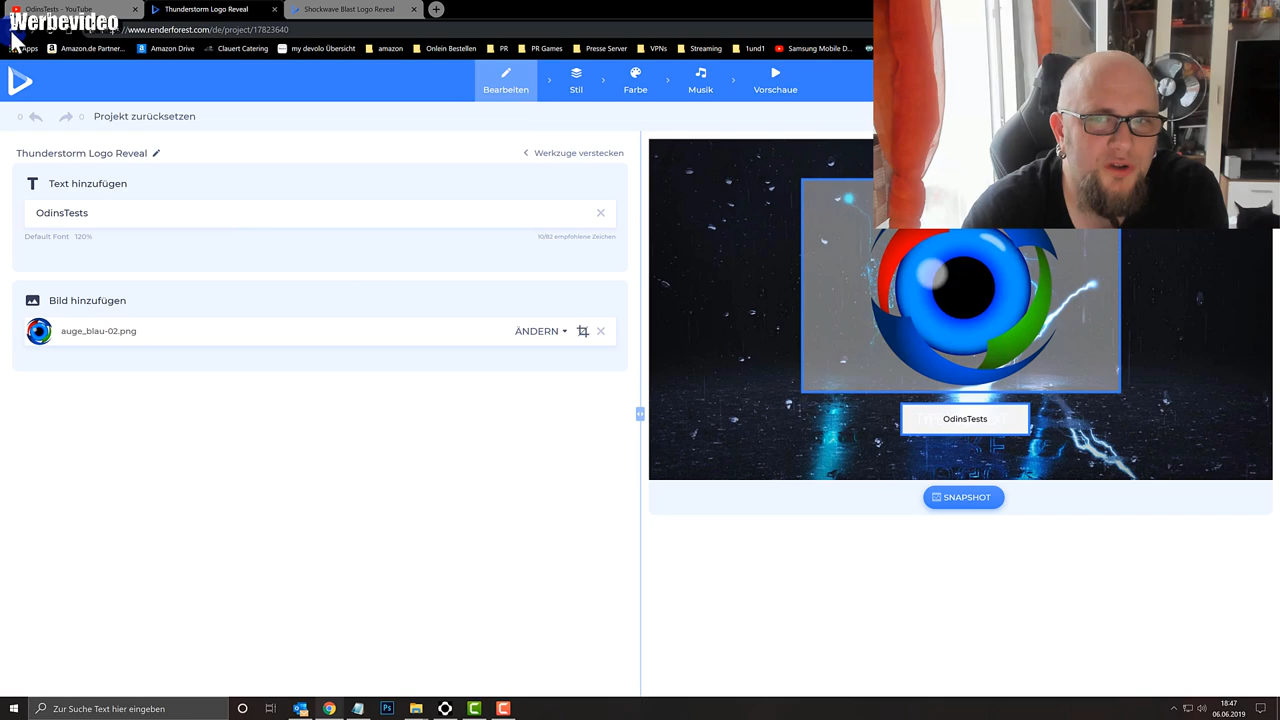 OdinsTests - YouTube
Thunderstorm Logo Reveal
Shockwave Blast Logo Reveal
Werbevideo
www.renderforest.com/de/project/17823640
Apps
Amazon.de Partner...
Amazon Drive
Clauert Catering
my devolo Übersicht
amazon
Onlein Bestellen
PR
PR Games
Presse Server
VPNs
Streaming
1und1
Samsung Mobile D...
Bearbeiten
Stil
Farbe
Musik
Vorschaue
0
0
Projekt zurücksetzen
Thunderstorm Logo Reveal
Werkzeuge verstecken
Text hinzufügen
OdinsTests
Default Font 120%
10/82 empfohlene Zeichen
Bild hinzufügen
auge_blau-02.png
ÄNDERN
OdinsTests
SNAPSHOT
Zur Suche Text hier eingeben
18:47
06.06.2019